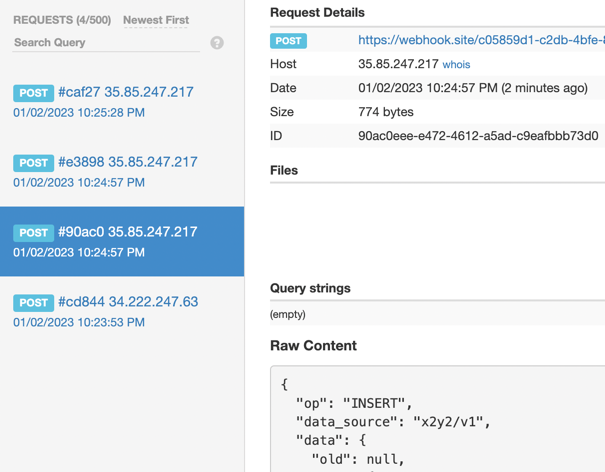 REQUESTS (4/500) Newest First
Search Query ?
POST #caf27 35.85.247.217
01/02/2023 10:25:28 PM
POST #e3898 35.85.247.217
01/02/2023 10:24:57 PM
POST #90ac0 35.85.247.217
01/02/2023 10:24:57 PM
POST #cd844 34.222.247.63
01/02/2023 10:23:53 PM
Request Details
POST https://webhook.site/c05859d1-c2db-4bfe-8
Host 35.85.247.217 whois
Date 01/02/2023 10:24:57 PM (2 minutes ago)
Size 774 bytes
ID 90ac0eee-e472-4612-a5ad-c9eafbbb73d0
Files
Query strings
(empty)
Raw Content
{
"op": "INSERT",
"data_source": "x2y2/v1",
"data": {
"old": null,